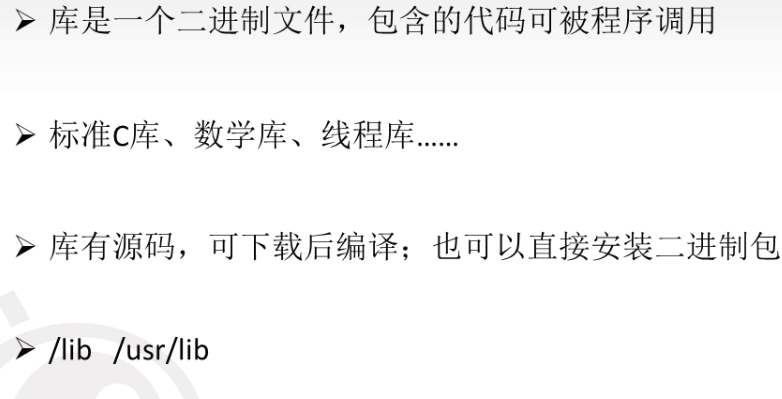 ➢ 库是一个二进制文件，包含的代码可被程序调用
➢ 标准C库、数学库、线程库……
➢ 库有源码，可下载后编译；也可以直接安装二进制包
➢ /lib /usr/lib